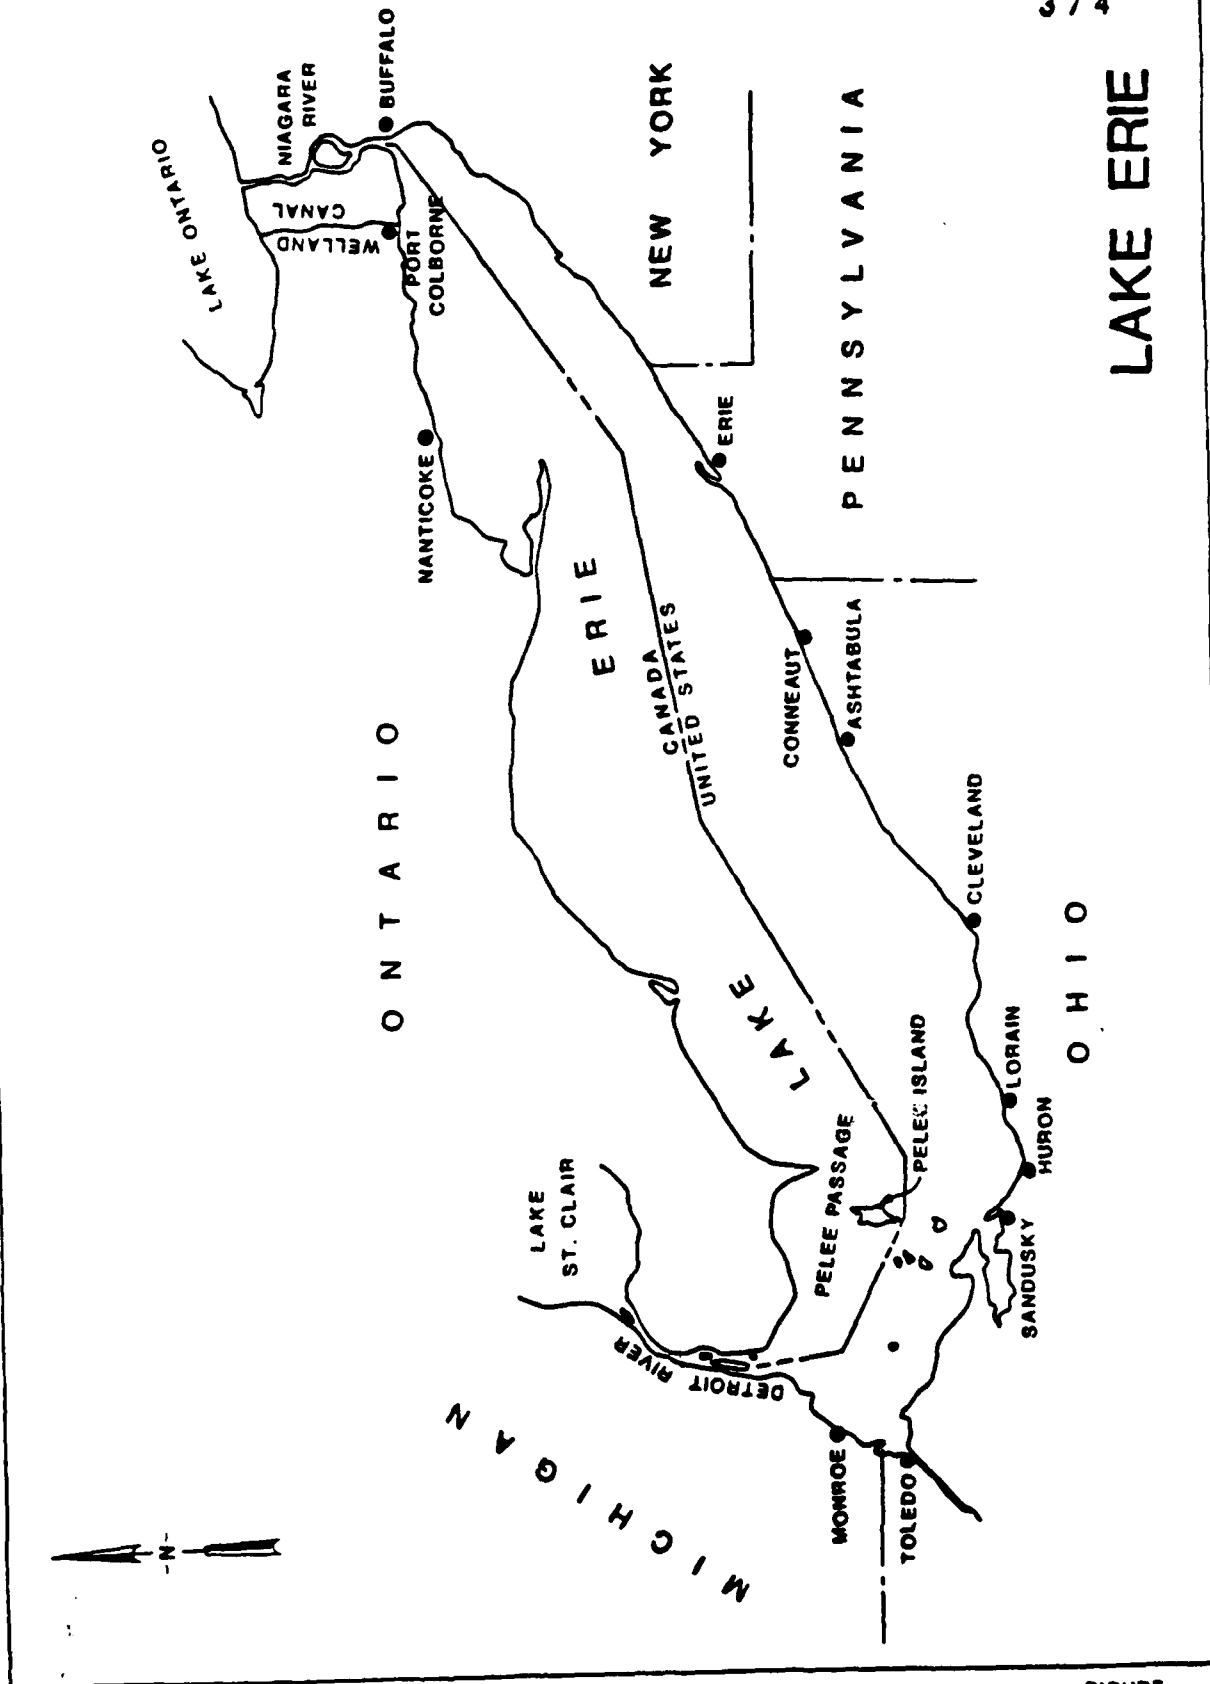 3 / 4
LAKE ERIE
LAKE ONTARIO
NIAGARA
RIVER
BUFFALO
WELLAND
CANAL
PORT
COLBORNE
NANTICOKE
NEW YORK
PENNSYLVANIA
ERIE
ONTARIO
LAKE ERIE
CANADA
UNITED STATES
CONNEAUT
ASHTABULA
CLEVELAND
OHIO
LORAIN
HURON
SANDUSKY
PELEE ISLAND
PELEE PASSAGE
LAKE
ST. CLAIR
DETROIT RIVER
MICHIGAN
MONROE
TOLEDO
-N-